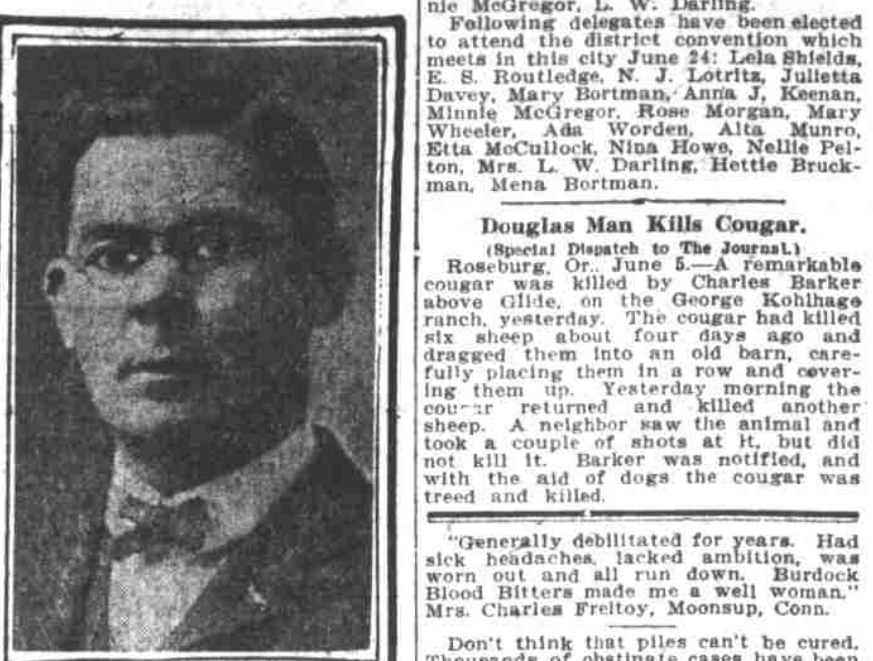 nie McGregor, L. W. Darling.
Following delegates have been elected
to attend the district convention which
meets in this city June 24: Lela Shields,
E. S. Routledge, N. J. Lotritz, Julietta
Davey, Mary Bortman, Anna J, Keenan,
Minnie McGregor, Rose Morgan, Mary
Wheeler, Ada Worden, Alta Munro,
Etta McCullock, Nina Howe, Nellie Pel-
ton, Mrs. L. W. Darling, Hettie Bruck-
man, Mena Bortman.
Douglas Man Kills Cougar.
(Special Dispatch to The Journal.)
Roseburg, Or., June 5.—A remarkable
cougar was killed by Charles Barker
above Glide, on the George Kohlhage
ranch, yesterday. The cougar had killed
six sheep about four days ago and
dragged them into an old barn, care-
fully placing them in a row and cover-
ing them up. Yesterday morning the
cougar returned and killed another
sheep. A neighbor saw the animal and
took a couple of shots at it, but did
not kill it. Barker was notified, and
with the aid of dogs the cougar was
treed and killed.
"Generally debilitated for years. Had
sick headaches, lacked ambition, was
worn out and all run down. Burdock
Blood Bitters made me a well woman."
Mrs. Charles Freitoy, Moonsup, Conn.
Don't think that piles can't be cured.
Thousands of obstinate cases have been